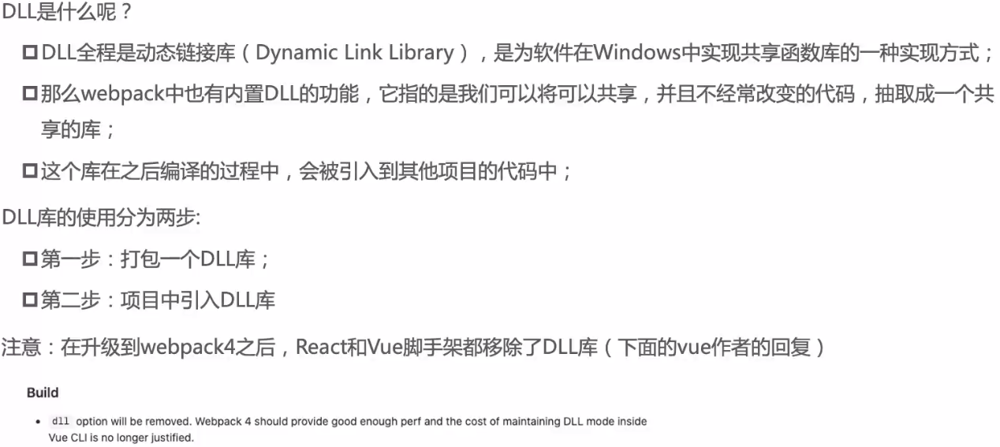 DLL是什么呢？
DLL全程是动态链接库（Dynamic Link Library），是为软件在Windows中实现共享函数库的一种实现方式；
那么webpack中也有内置DLL的功能，它指的是我们可以将可以共享，并且不经常改变的代码，抽取成一个共
享的库；
这个库在之后编译的过程中，会被引入到其他项目的代码中；
DLL库的使用分为两步:
第一步：打包一个DLL库；
第二步：项目中引入DLL库
注意：在升级到webpack4之后，React和Vue脚手架都移除了DLL库（下面的vue作者的回复）
Build
• dll option will be removed. Webpack 4 should provide good enough perf and the cost of maintaining DLL mode inside
Vue CLI is no longer justified.